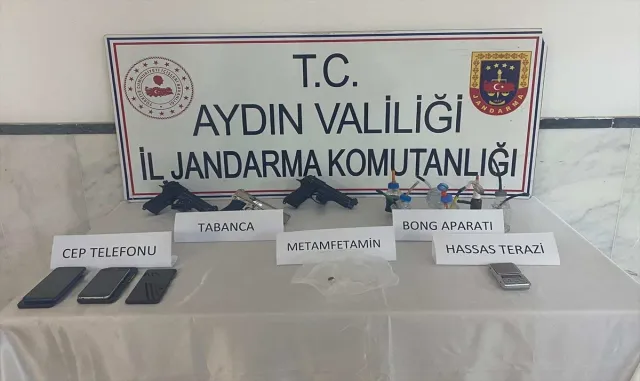 T.C.
AYDIN VALİLİĞİ
İL JANDARMA KOMUTANLIĞI
JANDARMA
TABANCA
BONG APARATI
CEP TELEFONU
METAMFETAMİN
HASSAS TERAZİ